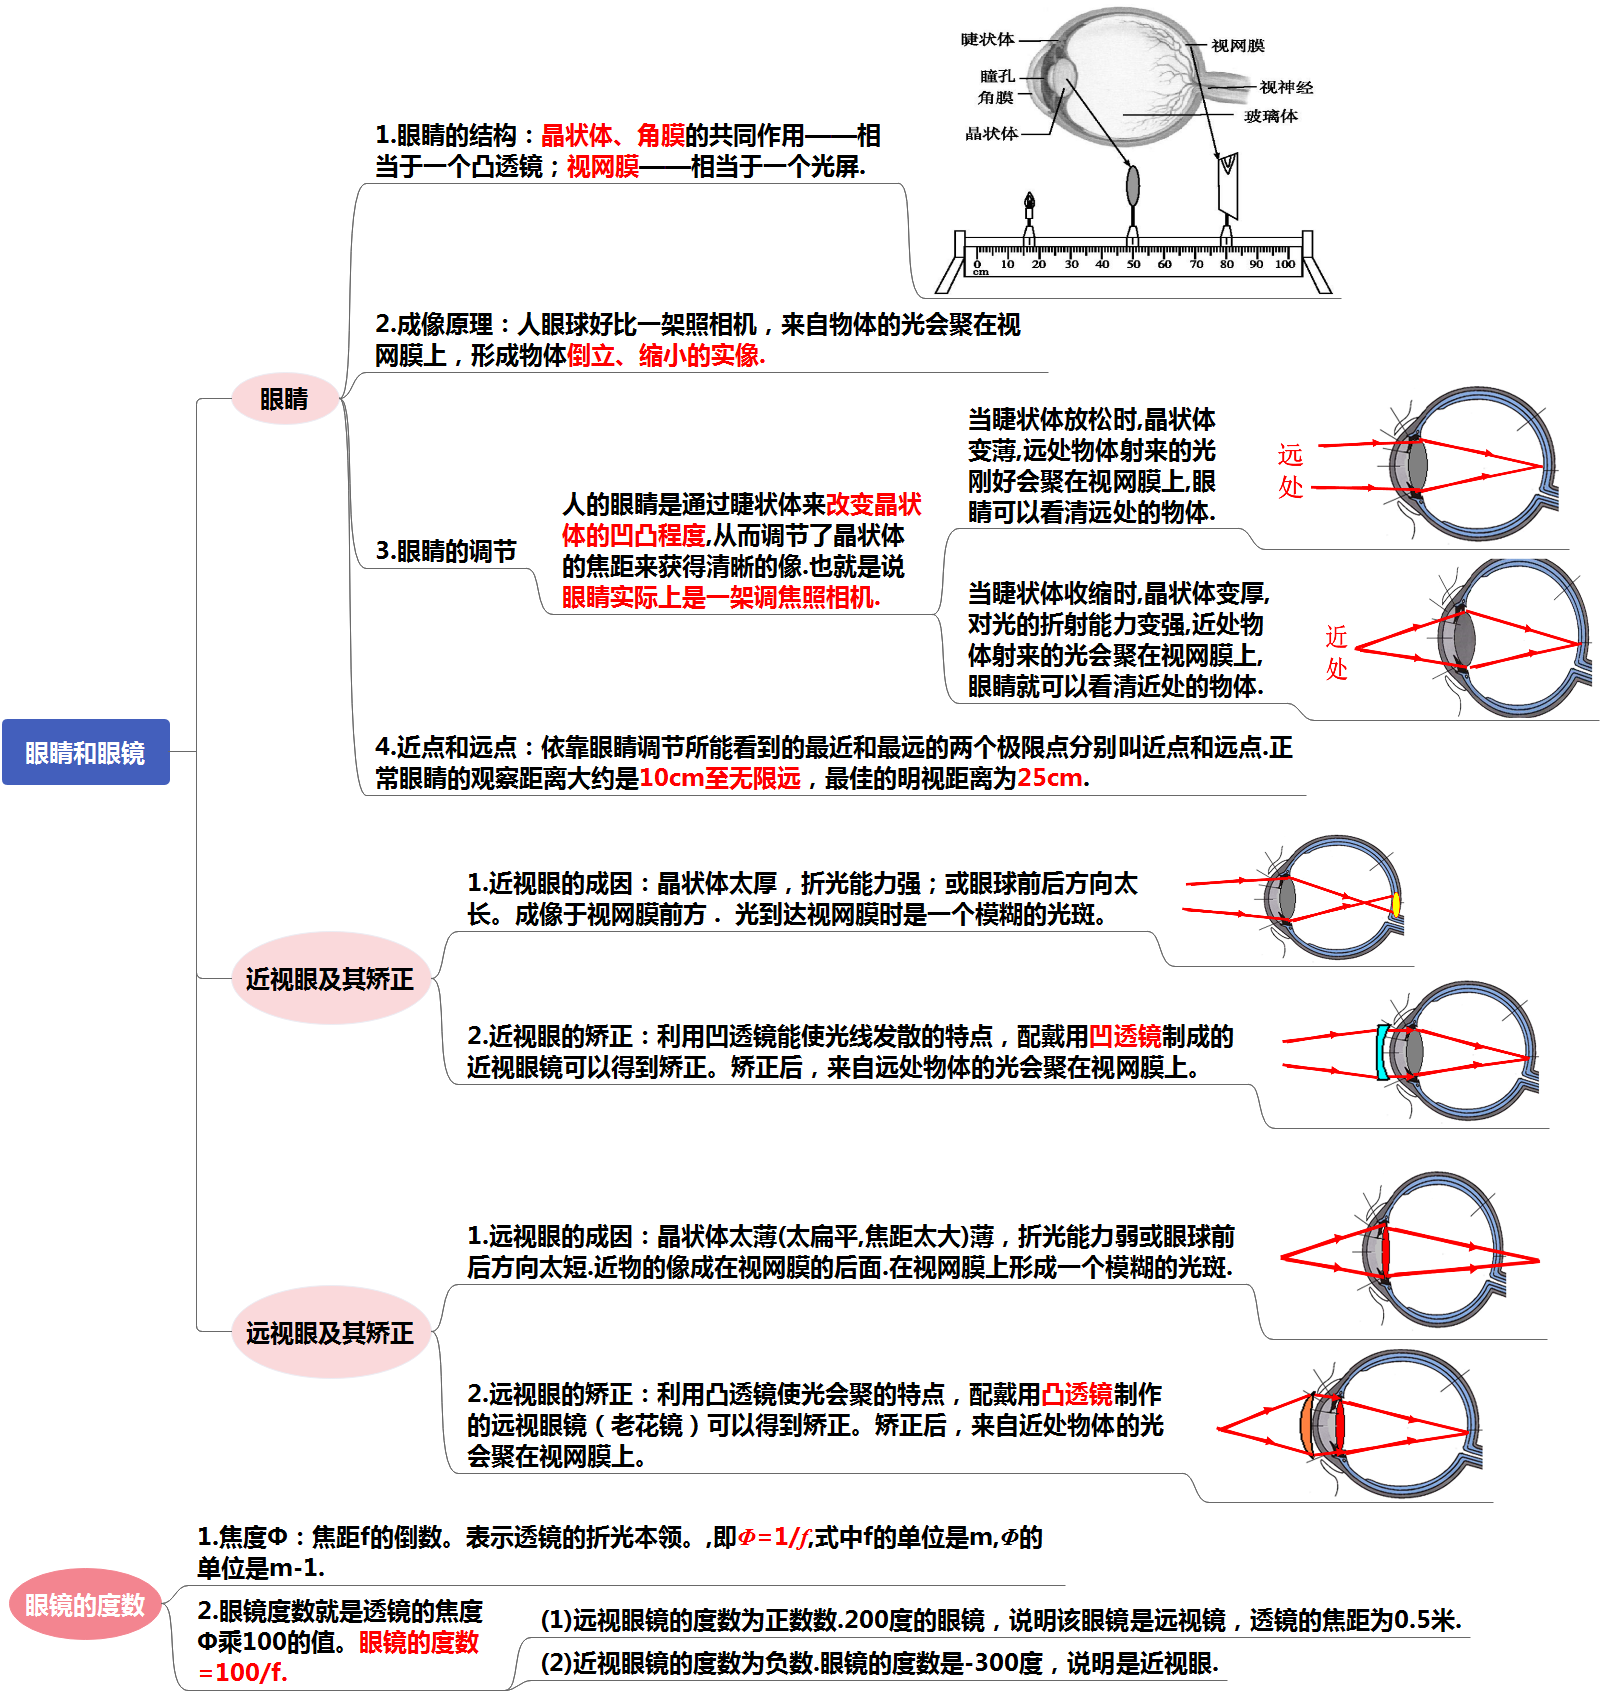 眼睛和眼镜
眼睛
1.眼睛的结构：晶状体、角膜的共同作用——相
当于一个凸透镜；视网膜——相当于一个光屏.
睫状体
瞳孔
角膜
晶状体
视网膜
视神经
玻璃体
0 10 20 30 40 50 60 70 80 90 100
cm
2.成像原理：人眼球好比一架照相机，来自物体的光会聚在视
网膜上，形成物体倒立、缩小的实像.
3.眼睛的调节
人的眼睛是通过睫状体来改变晶状
体的凹凸程度,从而调节了晶状体
的焦距来获得清晰的像.也就是说
眼睛实际上是一架调焦照相机.
当睫状体放松时,晶状体
变薄,远处物体射来的光
刚好会聚在视网膜上,眼
睛可以看清远处的物体.
远
处
当睫状体收缩时,晶状体变厚,
对光的折射能力变强,近处物
体射来的光会聚在视网膜上,
眼睛就可以看清近处的物体.
近
处
4.近点和远点：依靠眼睛调节所能看到的最近和最远的两个极限点分别叫近点和远点.正
常眼睛的观察距离大约是10cm至无限远，最佳的明视距离为25cm.
近视眼及其矫正
1.近视眼的成因：晶状体太厚，折光能力强；或眼球前后方向太
长。成像于视网膜前方．光到达视网膜时是一个模糊的光斑。
2.近视眼的矫正：利用凹透镜能使光线发散的特点，配戴用凹透镜制成的
近视眼镜可以得到矫正。矫正后，来自远处物体的光会聚在视网膜上。
远视眼及其矫正
1.远视眼的成因：晶状体太薄(太扁平,焦距太大)薄，折光能力弱或眼球前
后方向太短.近物的像成在视网膜的后面.在视网膜上形成一个模糊的光斑.
2.远视眼的矫正：利用凸透镜使光会聚的特点，配戴用凸透镜制作
的远视眼镜（老花镜）可以得到矫正。矫正后，来自近处物体的光
会聚在视网膜上。
眼镜的度数
1.焦度Φ：焦距f的倒数。表示透镜的折光本领。,即Φ=1/f,式中f的单位是m,Φ的
单位是m-1.
2.眼镜度数就是透镜的焦度
Φ乘100的值。眼镜的度数
=100/f.
(1)远视眼镜的度数为正数数.200度的眼镜，说明该眼镜是远视镜，透镜的焦距为0.5米.
(2)近视眼镜的度数为负数.眼镜的度数是-300度，说明是近视眼.